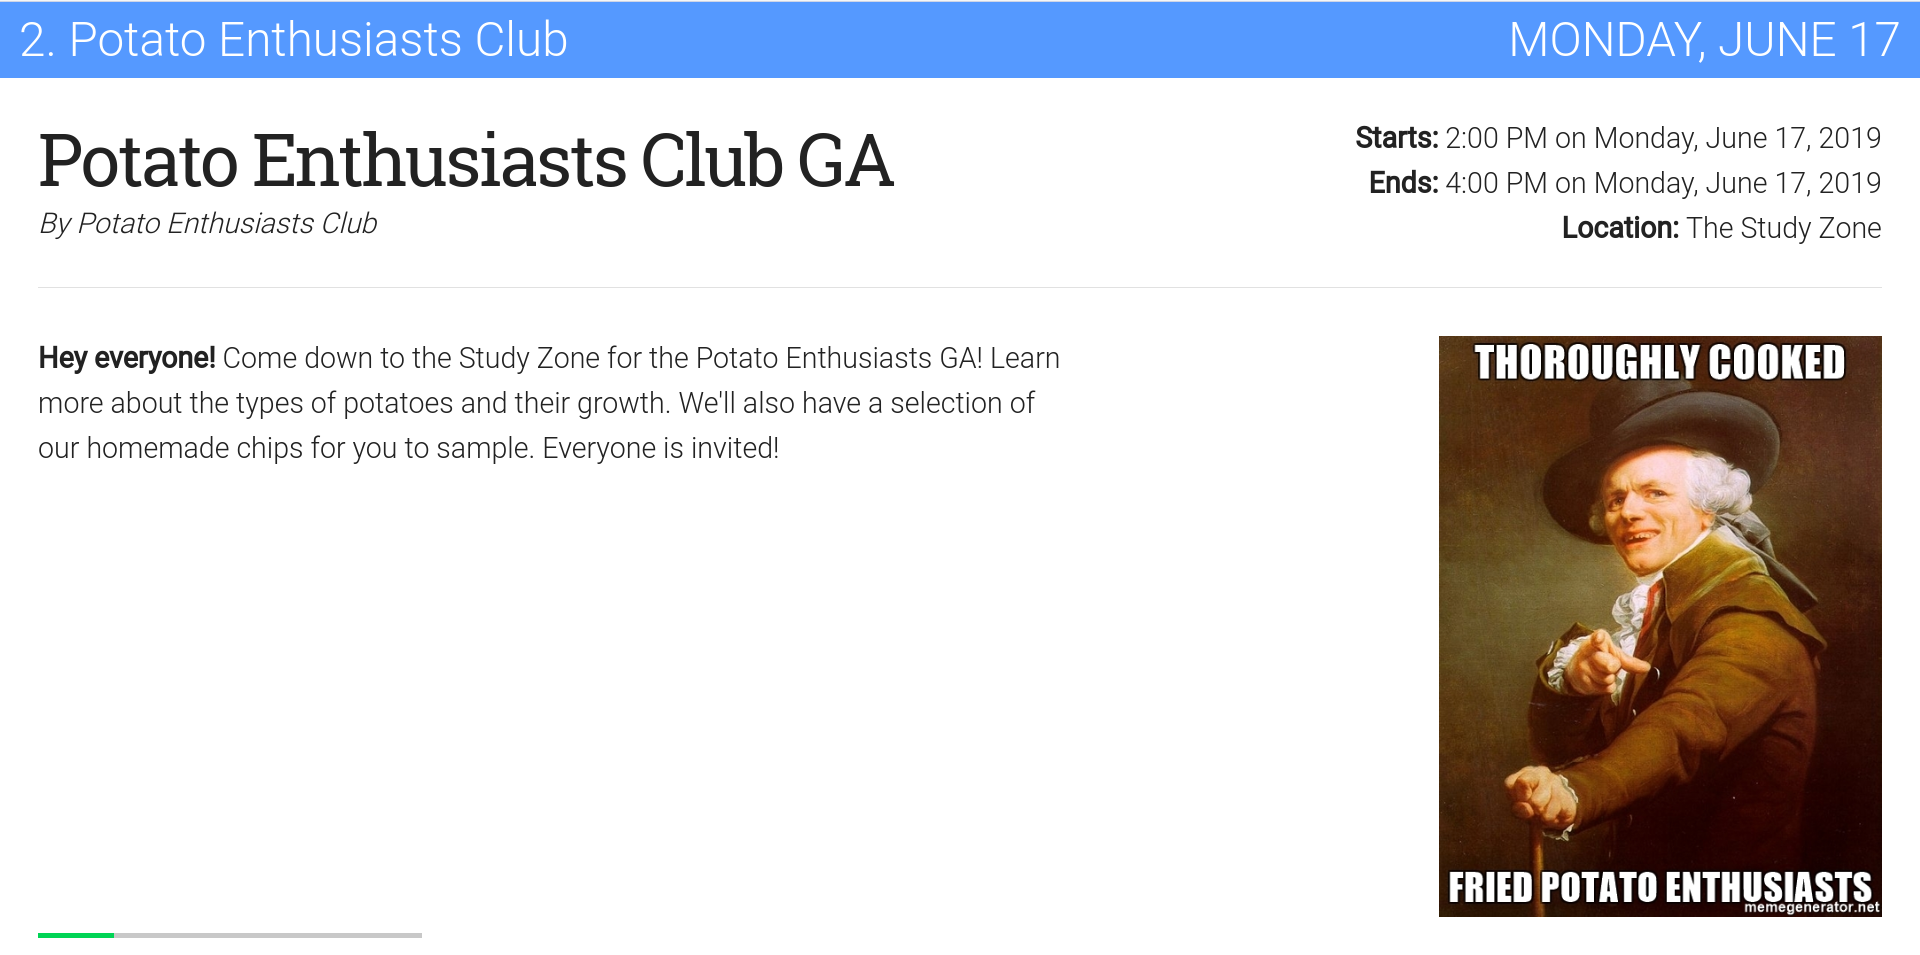 2. Potato Enthusiasts Club
MONDAY, JUNE 17
Potato Enthusiasts Club GA
By Potato Enthusiasts Club
Starts: 2:00 PM on Monday, June 17, 2019
Ends: 4:00 PM on Monday, June 17, 2019
Location: The Study Zone
Hey everyone! Come down to the Study Zone for the Potato Enthusiasts GA! Learn
more about the types of potatoes and their growth. We'll also have a selection of
our homemade chips for you to sample. Everyone is invited!
THOROUGHLY COOKED
FRIED POTATO ENTHUSIASTS
memegenerator.net